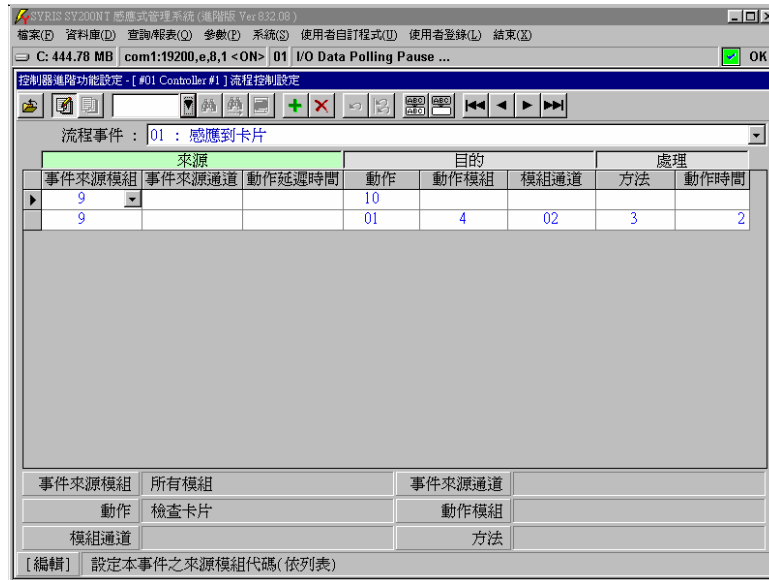 SYRIS SY200NT 感應式管理系統 (進階版 Ver 832.08 )
檔案(F) 資料庫(D) 查詢/報表(Q) 參數(P) 系統(S) 使用者自訂程式(U) 使用者登錄(L) 結束(X)
C: 444.78 MB com1:19200,e,8,1 <ON> 01 I/O Data Polling Pause ... OK
控制器進階功能設定 - [ #01 Controller #1 ] 流程控制設定
流程事件 : 01 : 感應到卡片
來源 目的 處理
事件來源模組 事件來源通道 動作延遲時間 動作 動作模組 模組通道 方法 動作時間
9 10
9 01 4 02 3 2
事件來源模組 所有模組 事件來源通道
動作 檢查卡片 動作模組
模組通道 方法
[編輯] 設定本事件之來源模組代碼(依列表)